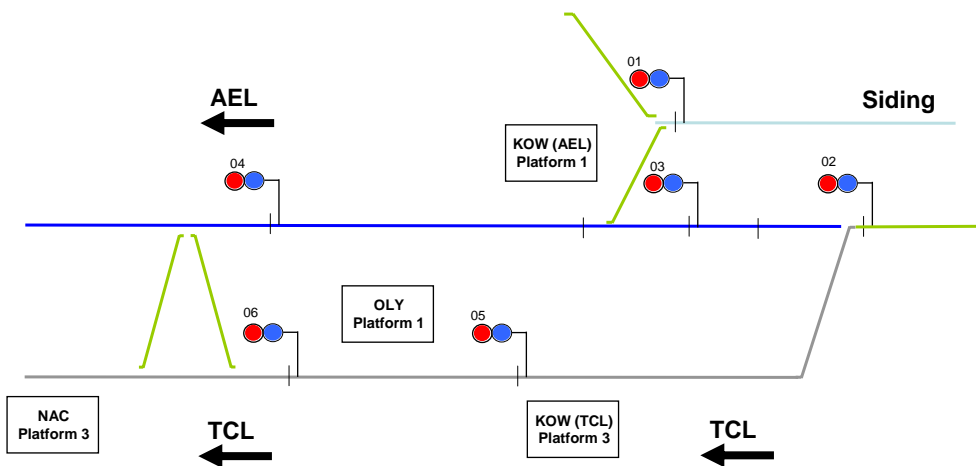 01
AEL
Siding
KOW (AEL)
Platform 1
04
03
02
OLY
Platform 1
06
05
NAC
Platform 3
TCL
KOW (TCL)
Platform 3
TCL